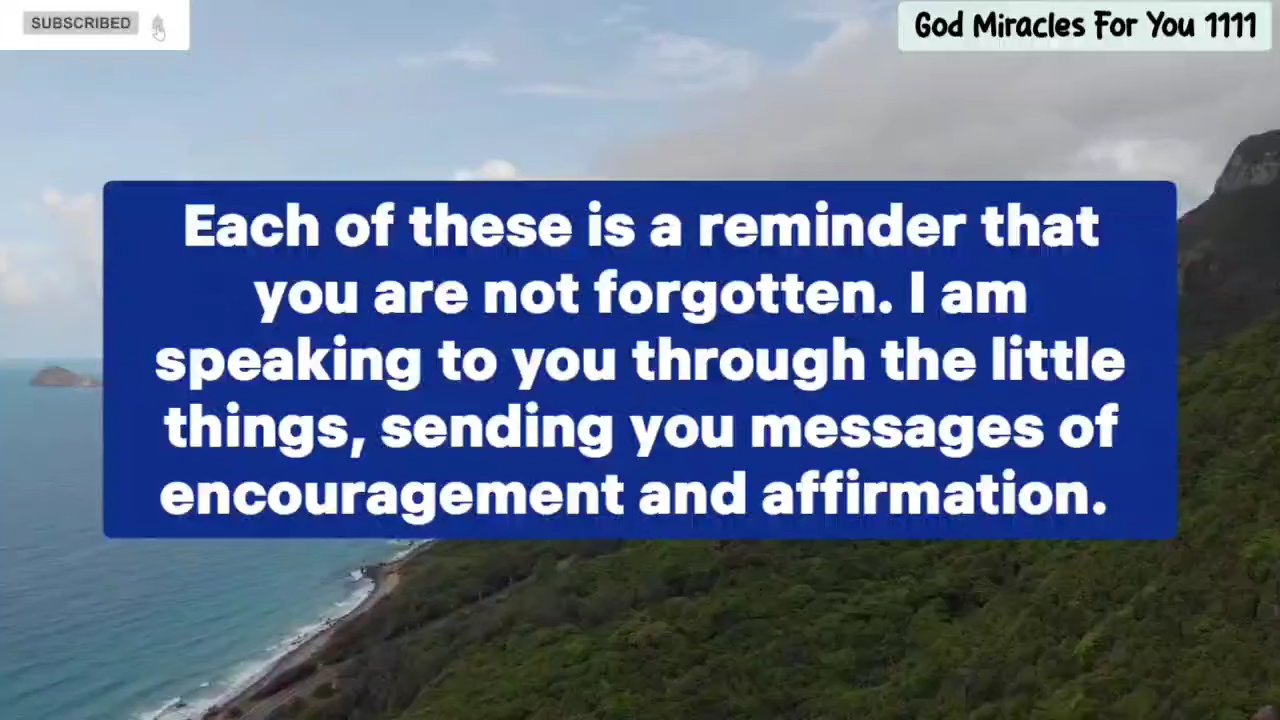 SUBSCRIBED
God Miracles For You 1111
Each of these is a reminder that
you are not forgotten. I am
speaking to you through the little
things, sending you messages of
encouragement and affirmation.